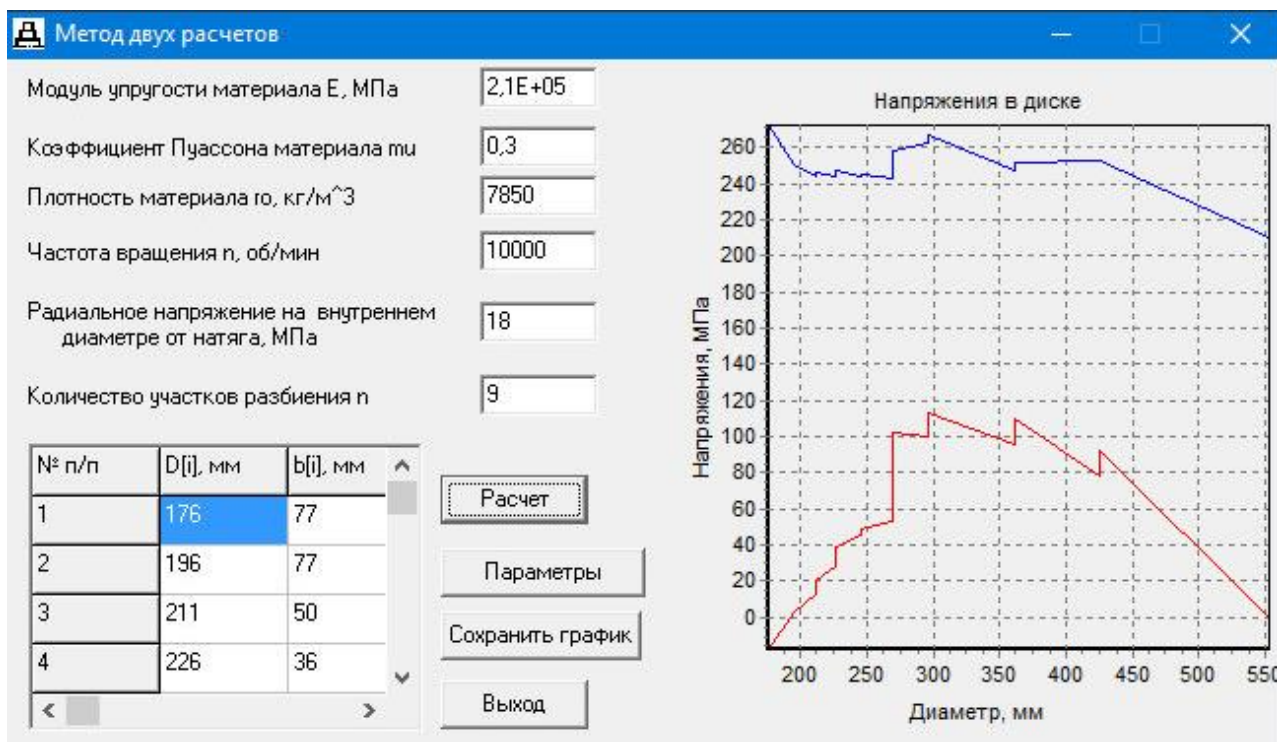 Метод двух расчетов
Модуль упругости материала E, МПа
2,1E+05
Коэффициент Пуассона материала mu
0,3
Плотность материала ro, кг/м^3
7850
Частота вращения n, об/мин
10000
Радиальное напряжение на внутреннем
диаметре от натяга, МПа
18
Количество участков разбиения n
9
№ п/п D[i], мм b[i], мм
1 176 77
2 196 77
3 211 50
4 226 36
Расчет
Параметры
Сохранить график
Выход
Напряжения в диске
Напряжения, МПа
260
240
220
200
180
160
140
120
100
80
60
40
20
0
200 250 300 350 400 450 500 550
Диаметр, мм